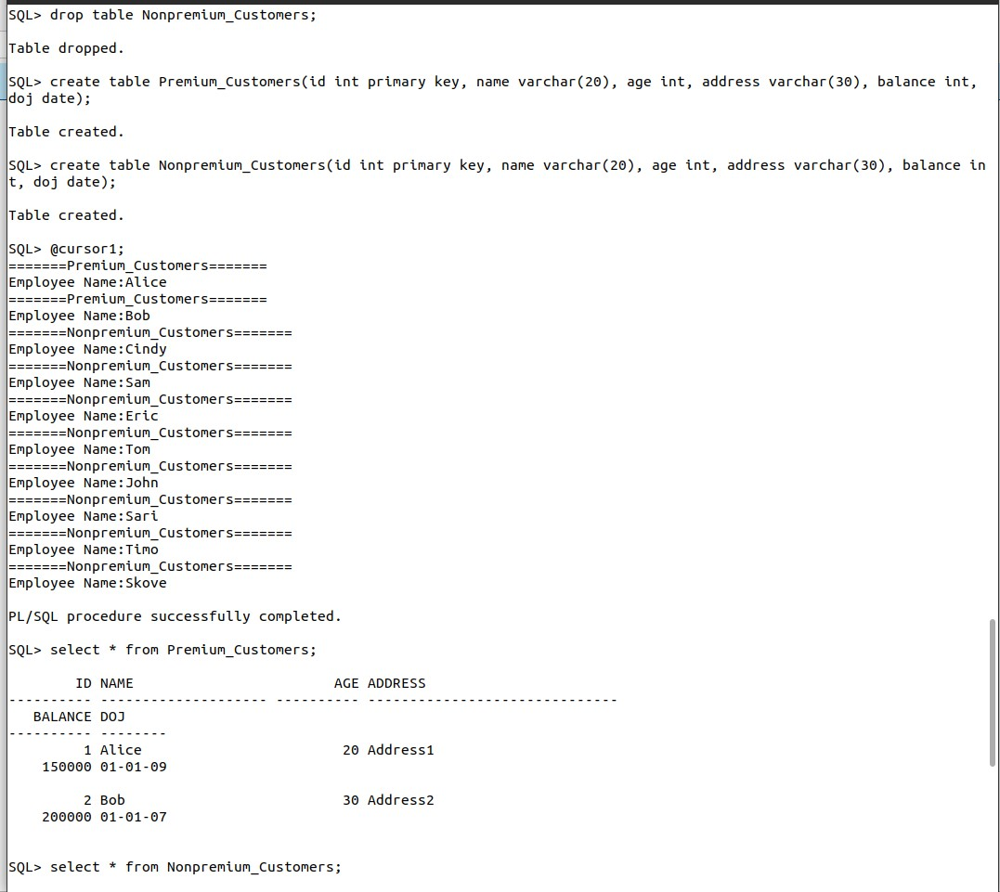 SQL> drop table Nonpremium_Customers;
Table dropped.
SQL> create table Premium_Customers(id int primary key, name varchar(20), age int, address varchar(30), balance int,
doj date);
Table created.
SQL> create table Nonpremium_Customers(id int primary key, name varchar(20), age int, address varchar(30), balance in
t, doj date);
Table created.
SQL> @cursor1;
=======Premium_Customers=======
Employee Name:Alice
=======Premium_Customers=======
Employee Name:Bob
=======Nonpremium_Customers=======
Employee Name:Cindy
=======Nonpremium_Customers=======
Employee Name:Sam
=======Nonpremium_Customers=======
Employee Name:Eric
=======Nonpremium_Customers=======
Employee Name:Tom
=======Nonpremium_Customers=======
Employee Name:John
=======Nonpremium_Customers=======
Employee Name:Sari
=======Nonpremium_Customers=======
Employee Name:Timo
=======Nonpremium_Customers=======
Employee Name:Skove
PL/SQL procedure successfully completed.
SQL> select * from Premium_Customers;
        ID NAME                        AGE ADDRESS
---------- -------------------- ---------- ------------------------------
   BALANCE DOJ
---------- --------
         1 Alice                        20 Address1
    150000 01-01-09
         2 Bob                          30 Address2
    200000 01-01-07
SQL> select * from Nonpremium_Customers;